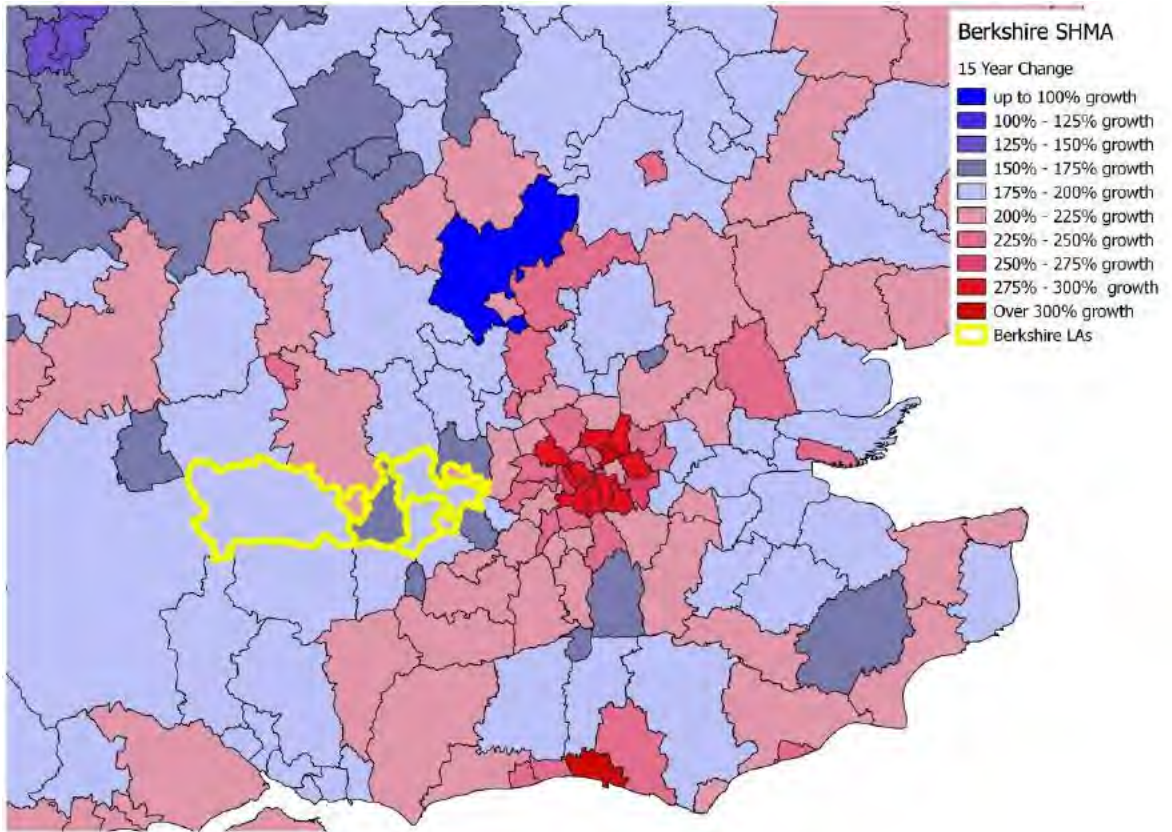 Berkshire SHMA
15 Year Change
up to 100% growth
100% - 125% growth
125% - 150% growth
150% - 175% growth
175% - 200% growth
200% - 225% growth
225% - 250% growth
250% - 275% growth
275% - 300% growth
Over 300% growth
Berkshire LAs